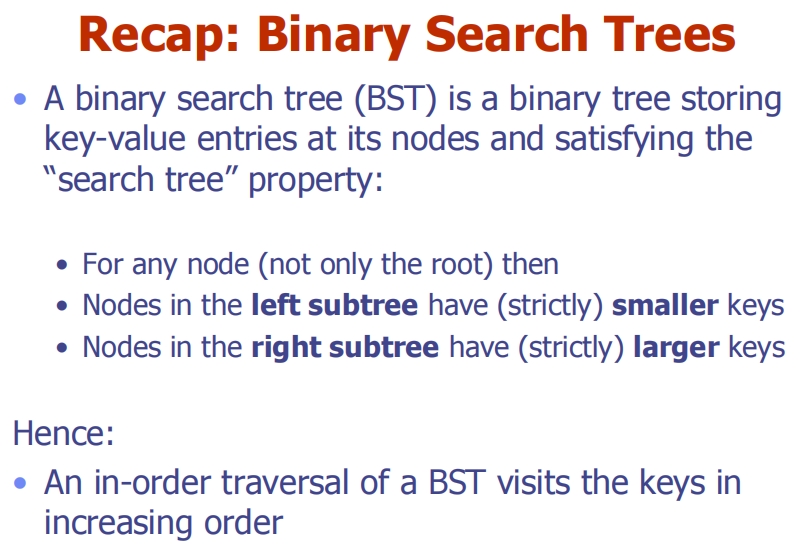 Recap: Binary Search Trees
• A binary search tree (BST) is a binary tree storing
key-value entries at its nodes and satisfying the
“search tree” property:
• For any node (not only the root) then
• Nodes in the left subtree have (strictly) smaller keys
• Nodes in the right subtree have (strictly) larger keys
Hence:
• An in-order traversal of a BST visits the keys in
increasing order